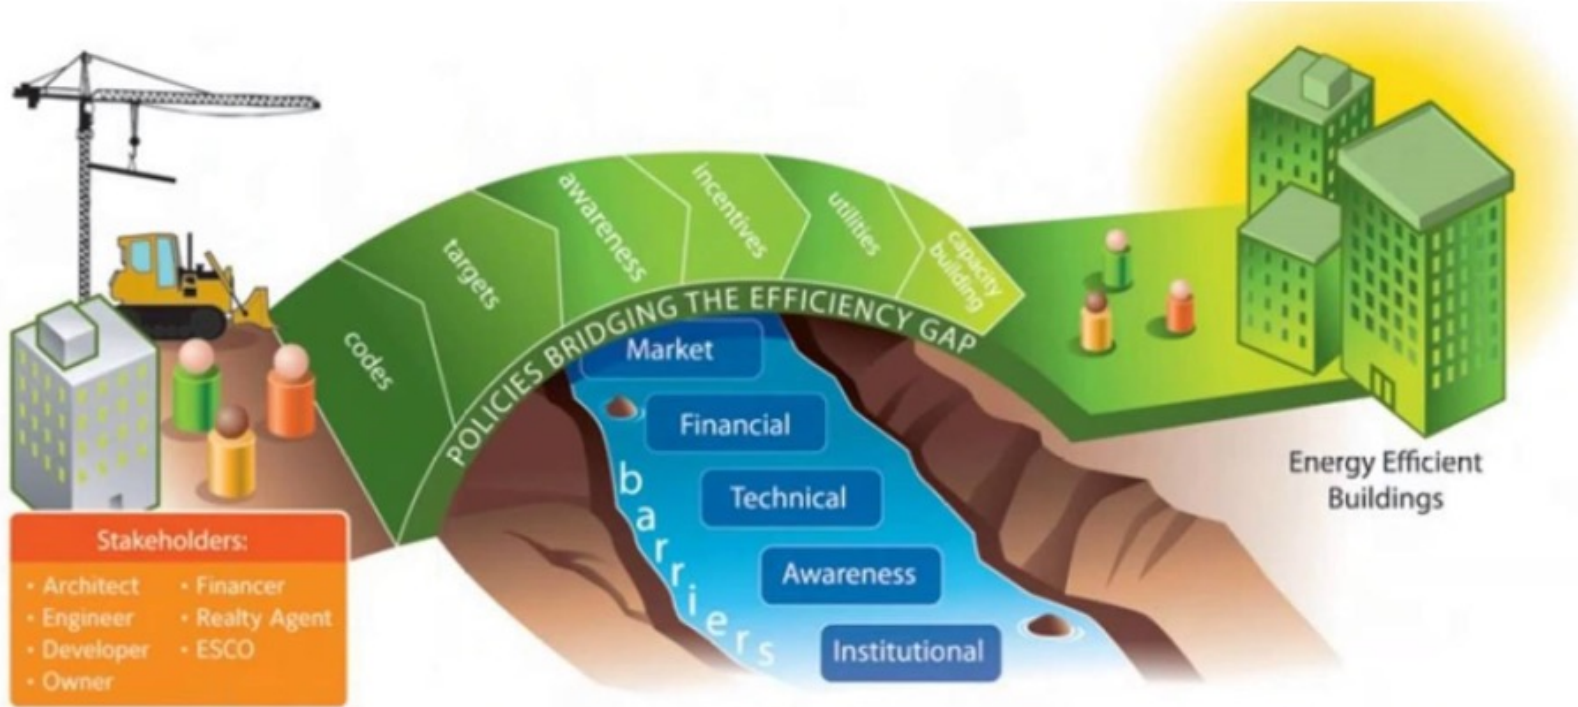 codes
targets
awareness
incentives
utilities
capacity
building
POLICIES BRIDGING THE EFFICIENCY GAP
Market
Financial
Technical
Awareness
Institutional
barriers
Energy Efficient
Buildings
Stakeholders:
• Architect
• Engineer
• Developer
• Owner
• Financer
• Realty Agent
• ESCO